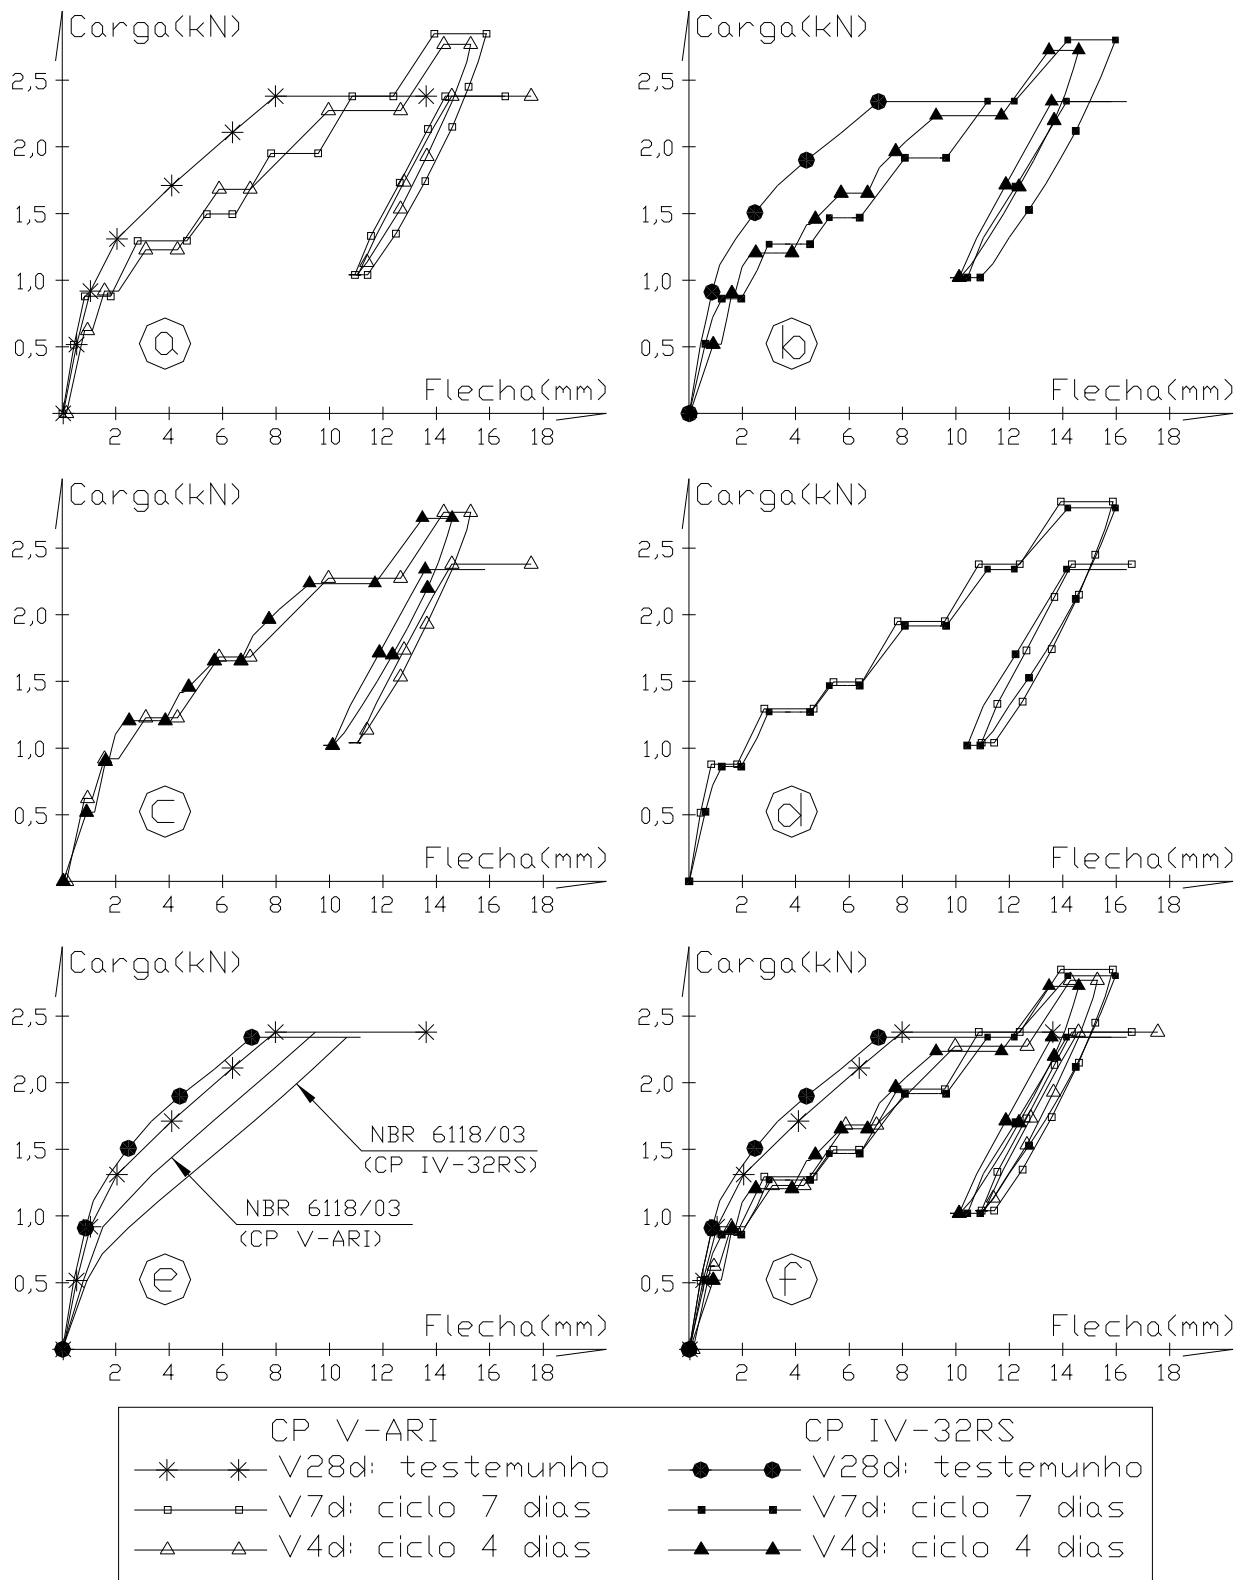 Carga(kN)
2,5
2,0
1,5
1,0
0,5
a
Flecha(mm)
2 4 6 8 10 12 14 16 18
Carga(kN)
2,5
2,0
1,5
1,0
0,5
b
Flecha(mm)
2 4 6 8 10 12 14 16 18
Carga(kN)
2,5
2,0
1,5
1,0
0,5
c
Flecha(mm)
2 4 6 8 10 12 14 16 18
Carga(kN)
2,5
2,0
1,5
1,0
0,5
d
Flecha(mm)
2 4 6 8 10 12 14 16 18
Carga(kN)
2,5
2,0
1,5
1,0
0,5
NBR 6118/03
(CP IV-32RS)
NBR 6118/03
(CP V-ARI)
e
Flecha(mm)
2 4 6 8 10 12 14 16 18
Carga(kN)
2,5
2,0
1,5
1,0
0,5
f
Flecha(mm)
2 4 6 8 10 12 14 16 18
CP V-ARI
V28d: testemunho
V7d: ciclo 7 dias
V4d: ciclo 4 dias
CP IV-32RS
V28d: testemunho
V7d: ciclo 7 dias
V4d: ciclo 4 dias